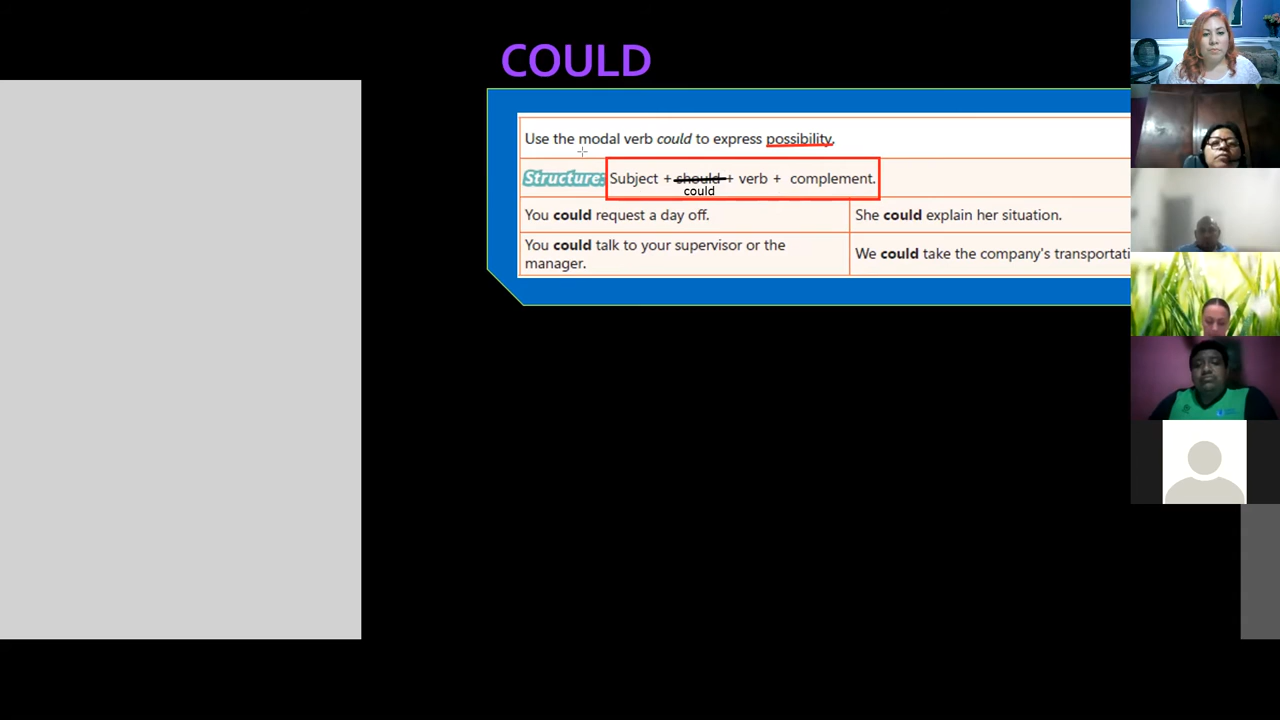 COULD
Use the modal verb could to express possibility.
Structure: Subject + should + verb + complement.
could
You could request a day off.
She could explain her situation.
You could talk to your supervisor or the
manager.
We could take the company's transportati